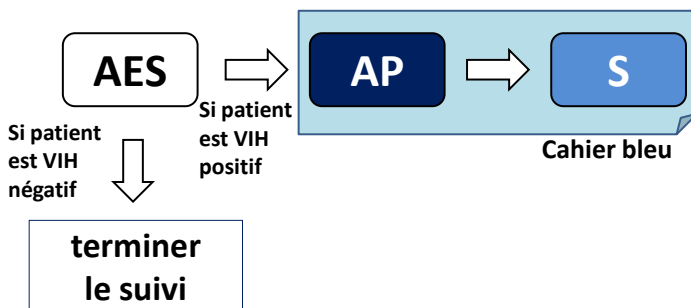 AES
AP
S
Si patient
est VIH
positif
Si patient
est VIH
négatif
Cahier bleu
terminer
le suivi